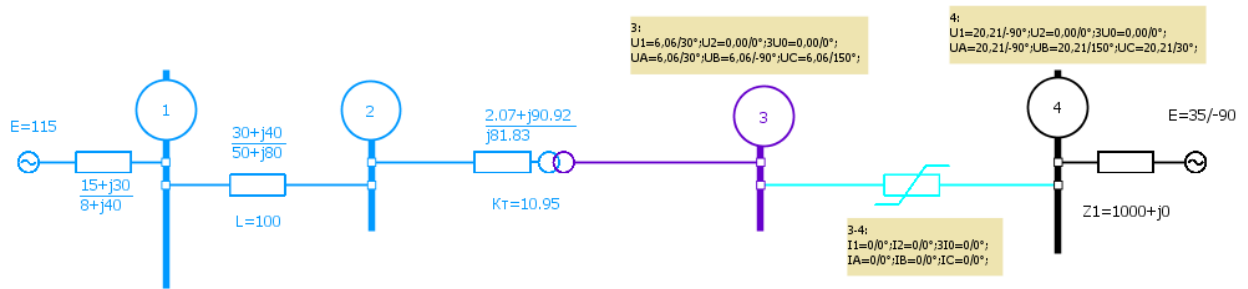 3:
U1=6,06/30°;U2=0,00/0°;3U0=0,00/0°;
UA=6,06/30°;UB=6,06/-90°;UC=6,06/150°;
4:
U1=20,21/-90°;U2=0,00/0°;3U0=0,00/0°;
UA=20,21/-90°;UB=20,21/150°;UC=20,21/30°;
1
2
3
4
E=115
15+j30
8+j40
30+j40
50+j80
L=100
2.07+j90.92
j81.83
Кт=10.95
E=35/-90
Z1=1000+j0
3-4:
I1=0/0°;I2=0/0°;3I0=0/0°;
IA=0/0°;IB=0/0°;IC=0/0°;